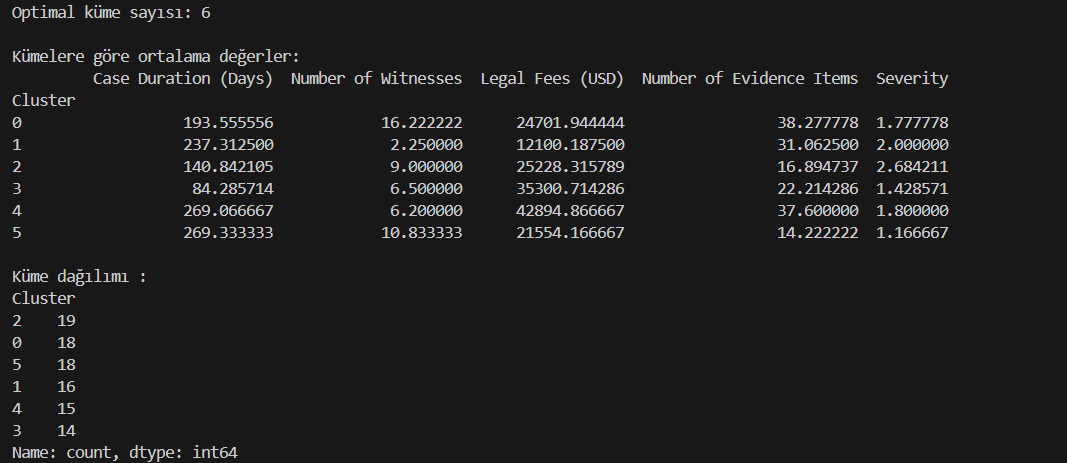 Optimal küme sayısı: 6
Kümelere göre ortalama değerler:
Case Duration (Days) Number of Witnesses Legal Fees (USD) Number of Evidence Items Severity
Cluster
0 193.555556 16.222222 24701.944444 38.277778 1.777778
1 237.312500 2.250000 12100.187500 31.062500 2.000000
2 140.842105 9.000000 25228.315789 16.894737 2.684211
3 84.285714 6.500000 35300.714286 22.214286 1.428571
4 269.066667 6.200000 42894.866667 37.600000 1.800000
5 269.333333 10.833333 21554.166667 14.222222 1.166667
Küme dağılımı :
Cluster
2 19
0 18
5 18
1 16
4 15
3 14
Name: count, dtype: int64